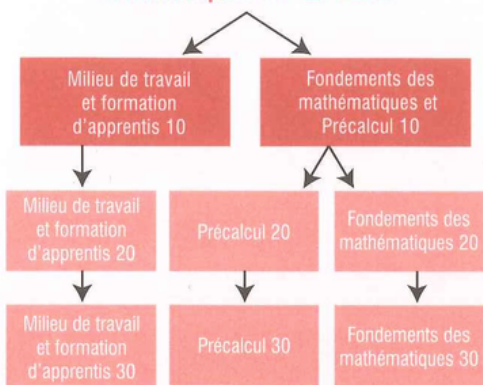 Milieu de travail
et formation
d'apprentis 10
Fondements des
mathématiques et
Précalcul 10
Milieu de travail
et formation
d'apprentis 20
Précalcul 20
Fondements des
mathématiques 20
Milieu de travail
et formation
d'apprentis 30
Précalcul 30
Fondements des
mathématiques 30